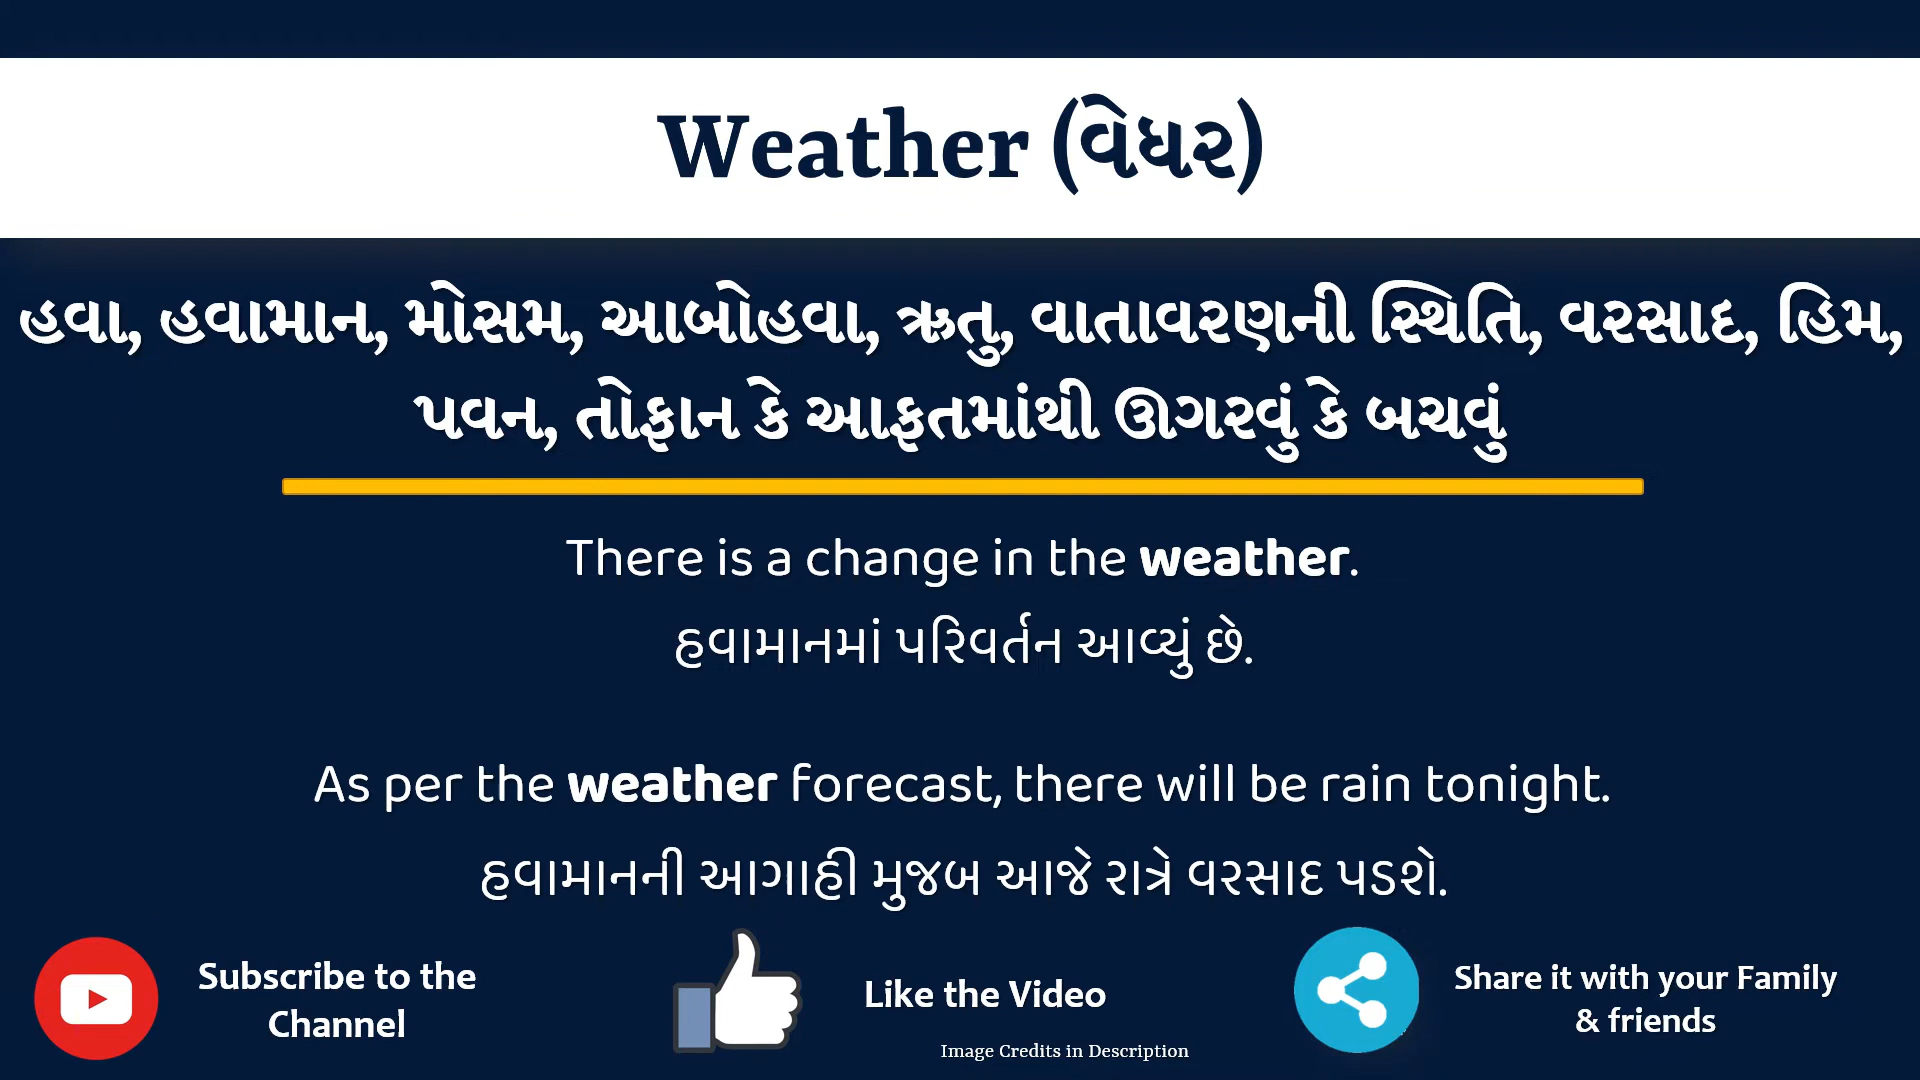 Weather (વેધર)
હવા, હવામાન, મોસમ, આબોહવા, ઋતુ, વાતાવરણની સ્થિતિ, વરસાદ, હિમ,
પવન, તોફાન કે આફતમાંથી ઊગરવું કે બચવું
There is a change in the weather.
હવામાનમાં પરિવર્તન આવ્યું છે.
As per the weather forecast, there will be rain tonight.
હવામાનની આગાહી મુજબ આજે રાત્રે વરસાદ પડશે.
Subscribe to the
Channel
Like the Video
Share it with your Family
& friends
Image Credits in Description